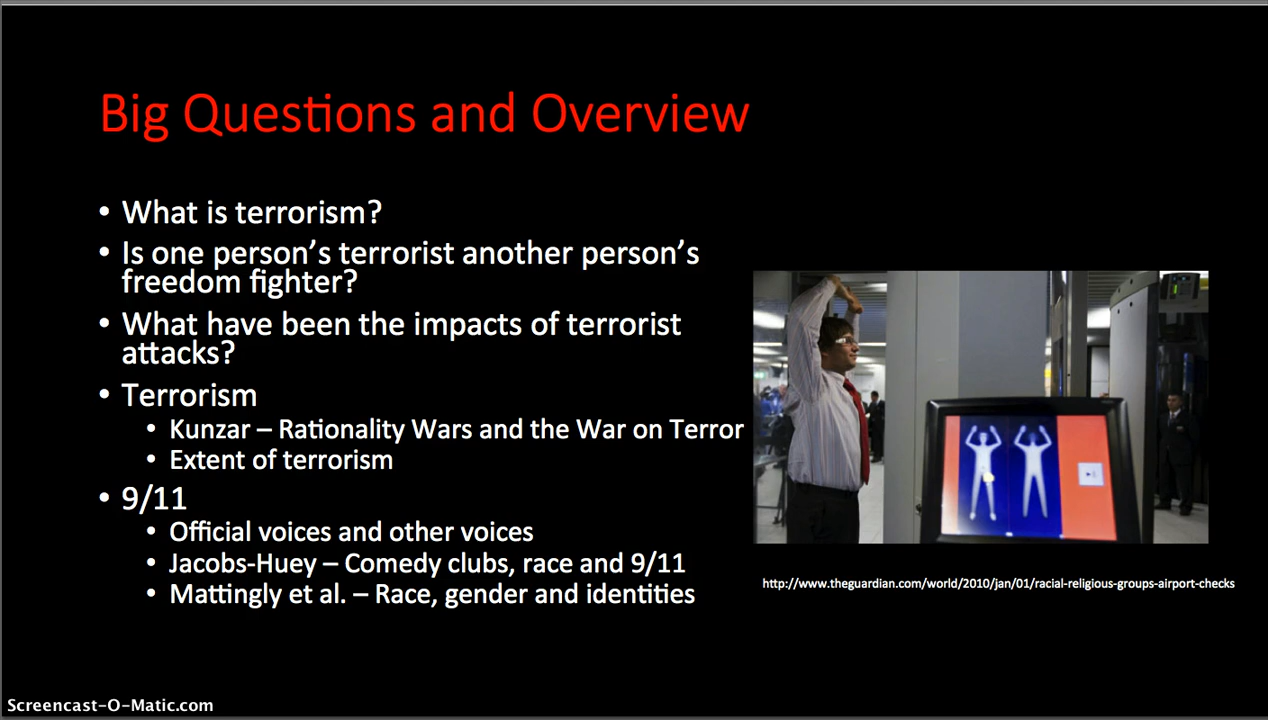 Big Questions and Overview
• What is terrorism?
• Is one person’s terrorist another person’s
freedom fighter?
• What have been the impacts of terrorist
attacks?
• Terrorism
• Kunzar – Rationality Wars and the War on Terror
• Extent of terrorism
• 9/11
• Official voices and other voices
• Jacobs-Huey – Comedy clubs, race and 9/11
• Mattingly et al. – Race, gender and identities
http://www.theguardian.com/world/2010/jan/01/racial-religious-groups-airport-checks
Screencast-O-Matic.com